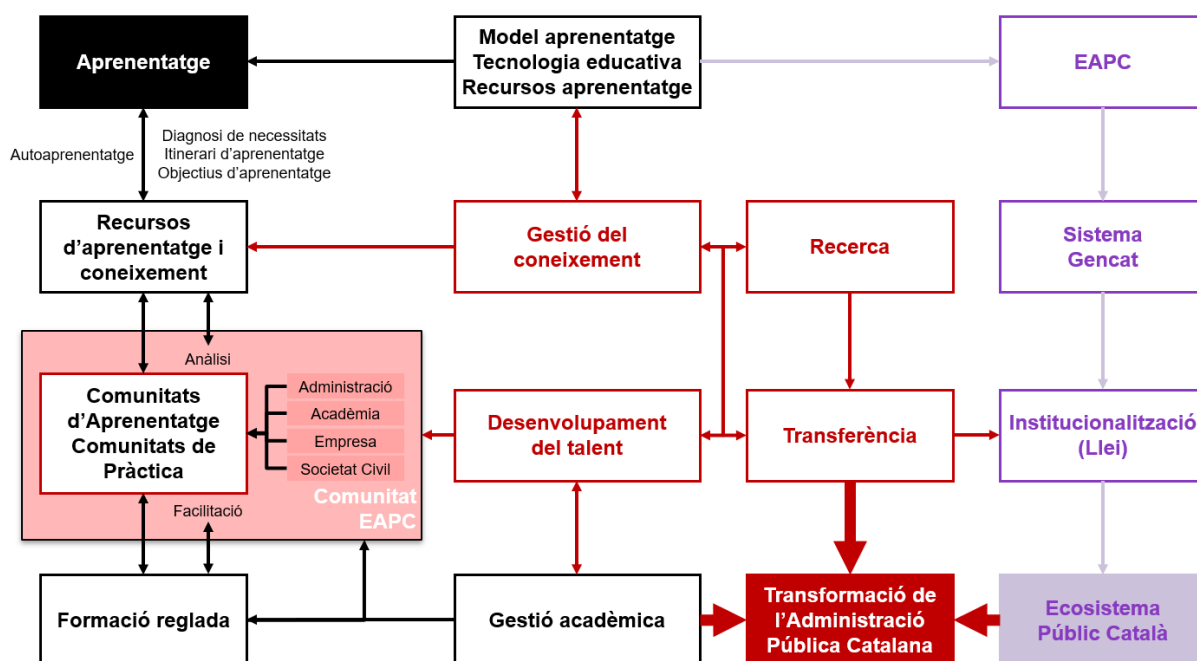 Aprenentatge
Model aprenentatge
Tecnologia educativa
Recursos aprenentatge
EAPC
Autoaprenentatge
Diagnosi de necessitats
Itinerari d’aprenentatge
Objectius d’aprenentatge
Recursos
d’aprenentatge i
coneixement
Gestió del
coneixement
Recerca
Sistema
Gencat
Anàlisi
Comunitats
d’Aprenentatge
Comunitats de
Pràctica
Administració
Acadèmia
Empresa
Societat Civil
Comunitat
EAPC
Desenvolupament
del talent
Transferència
Institucionalització
(Llei)
Facilitació
Formació reglada
Gestió acadèmica
Transformació de
l’Administració
Pública Catalana
Ecosistema
Públic Català